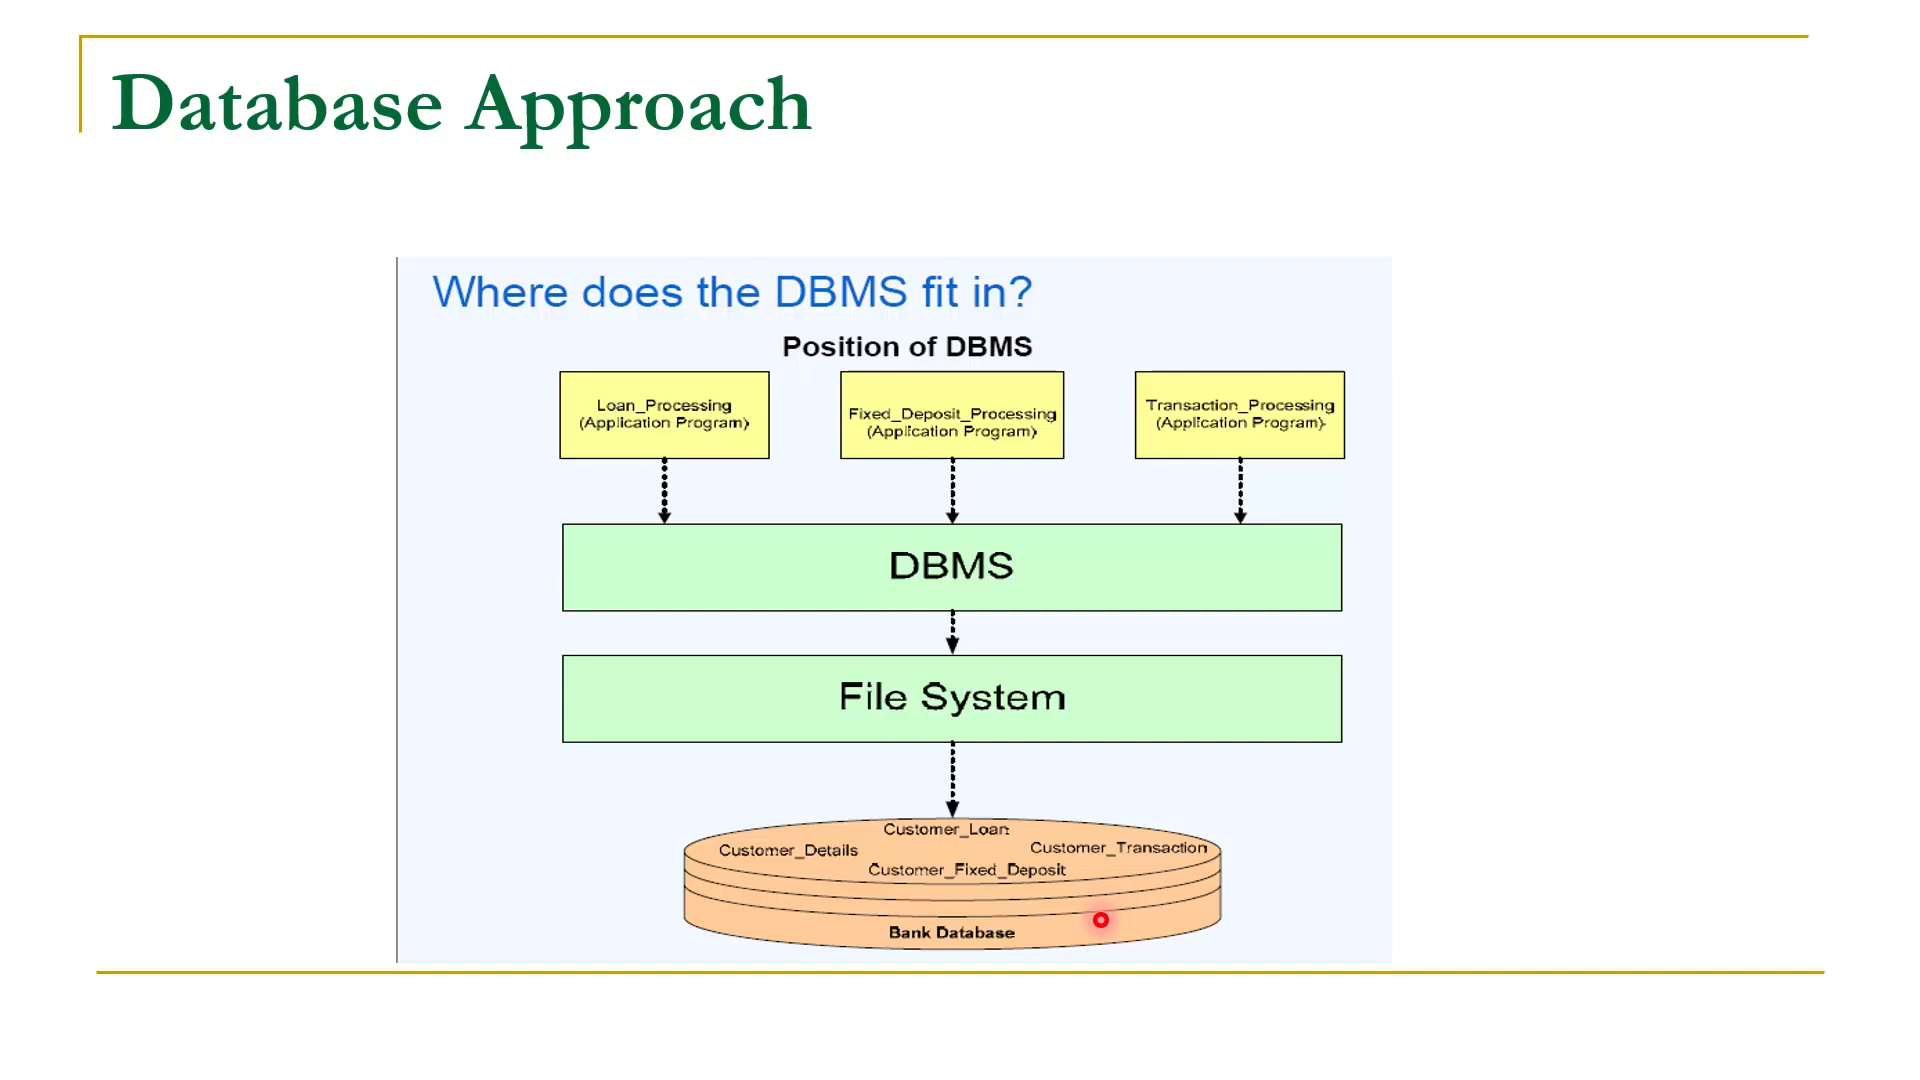 Database Approach
Where does the DBMS fit in?
Position of DBMS
Loan_Processing
(Application Program)
Fixed_Deposit_Processing
(Application Program)
Transaction_Processing
(Application Program)
DBMS
File System
Customer_Loan
Customer_Details
Customer_Transaction
Customer_Fixed_Deposit
Bank Database